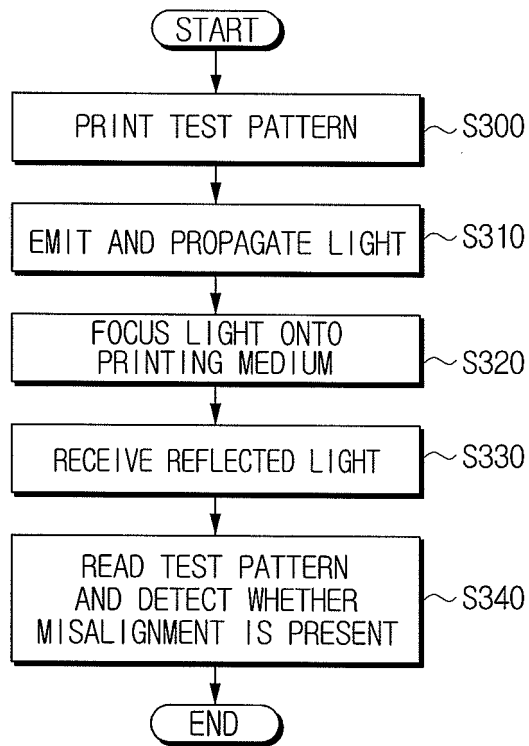 START
PRINT TEST PATTERN
S300
EMIT AND PROPAGATE LIGHT
S310
FOCUS LIGHT ONTO
PRINTING MEDIUM
S320
RECEIVE REFLECTED LIGHT
S330
READ TEST PATTERN
AND DETECT WHETHER
MISALIGNMENT IS PRESENT
S340
END